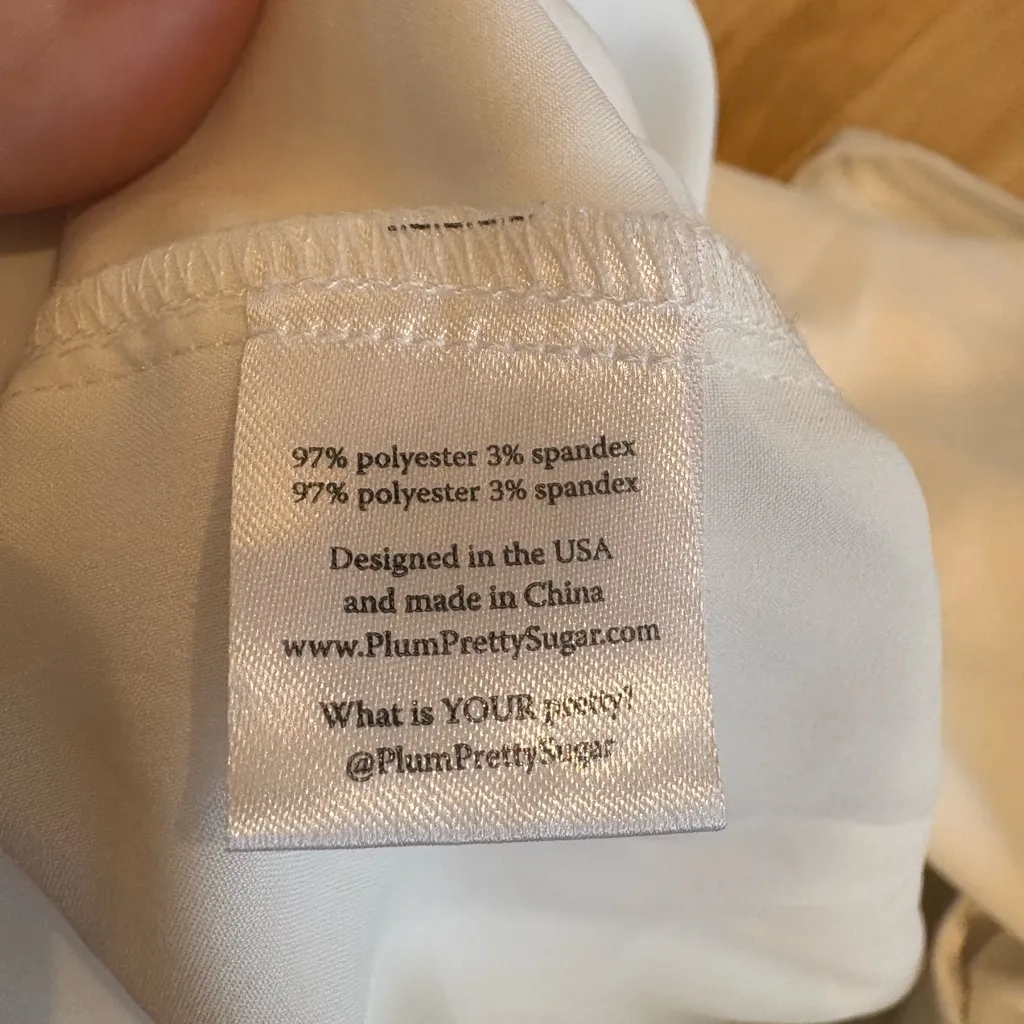 97% polyester 3% spandex
97% polyester 3% spandex
Designed in the USA
and made in China
www.PlumPrettySugar.com
What is YOUR pretty?
@PlumPrettySugar